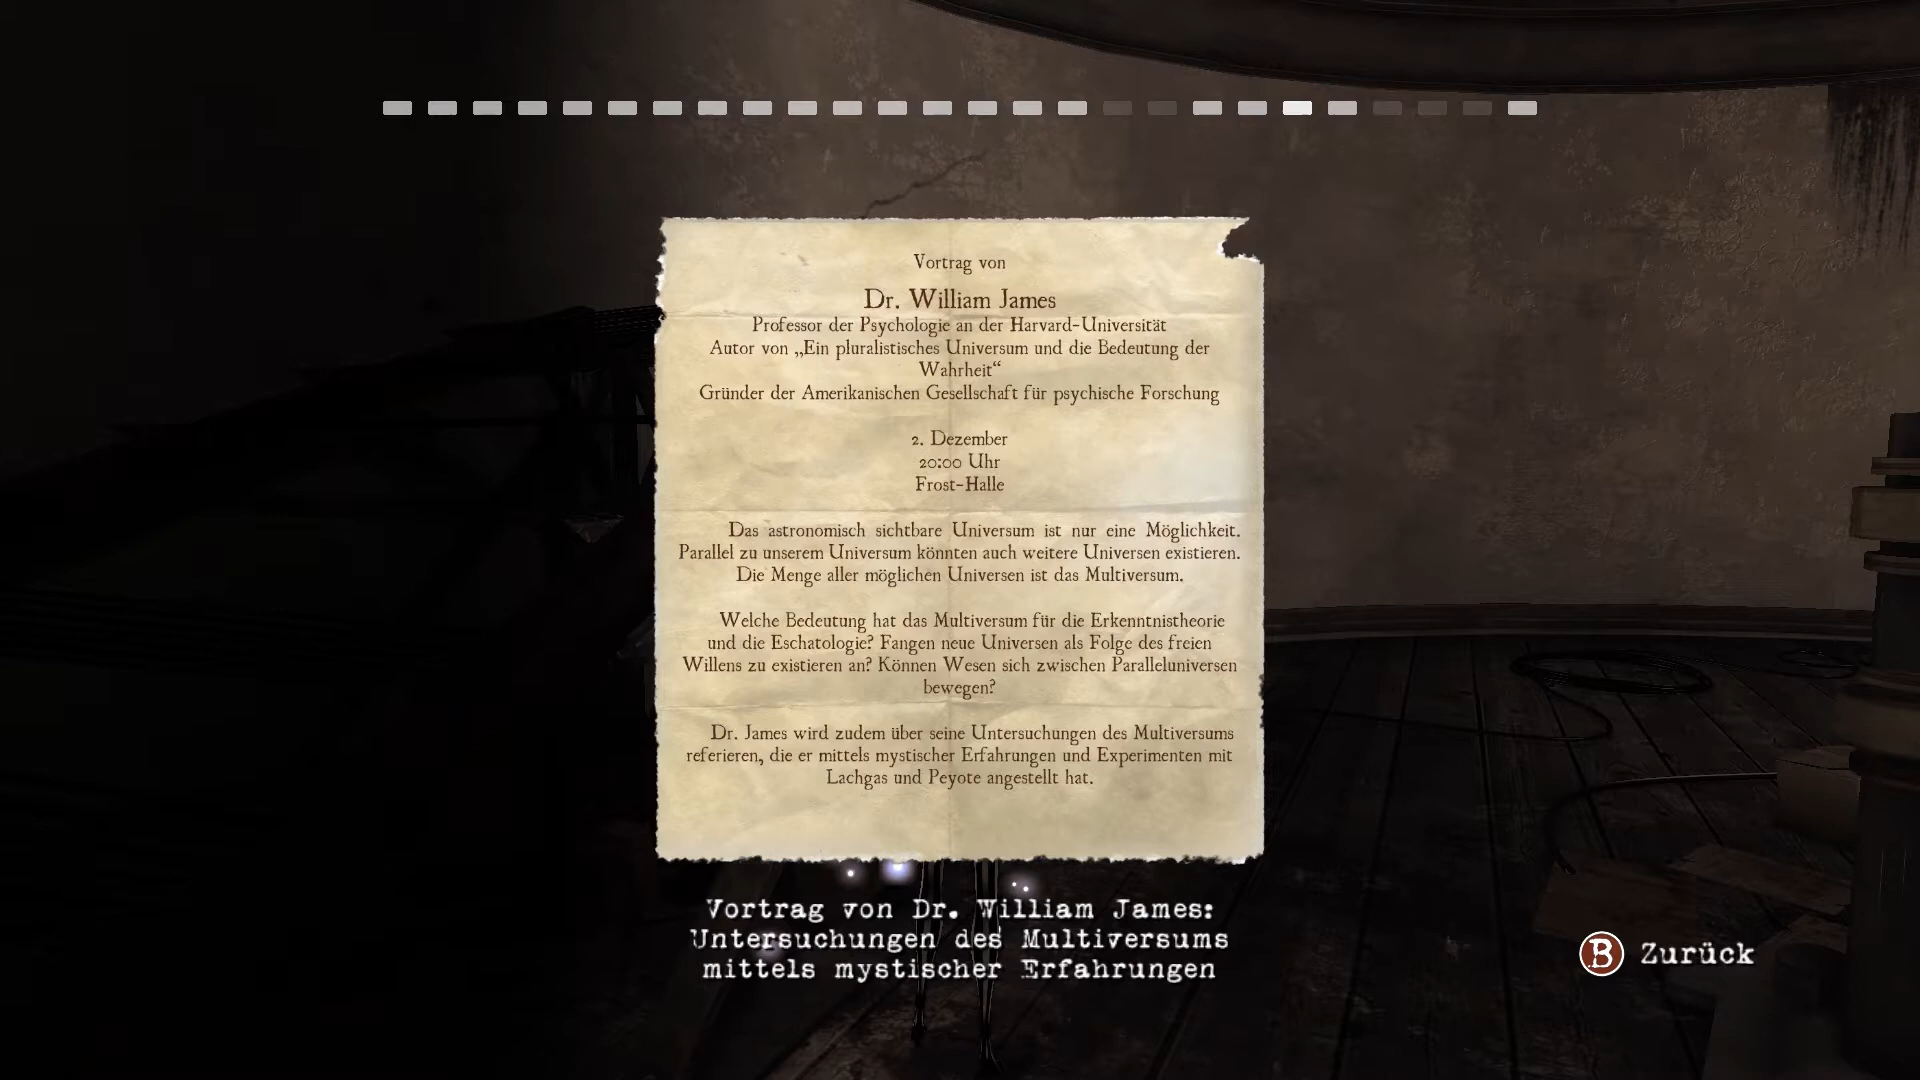 Vortrag von
Dr. William James
Professor der Psychologie an der Harvard-Universität
Autor von „Ein pluralistisches Universum und die Bedeutung der
Wahrheit“
Gründer der Amerikanischen Gesellschaft für psychische Forschung
2. Dezember
20:00 Uhr
Frost-Halle
Das astronomisch sichtbare Universum ist nur eine Möglichkeit.
Parallel zu unserem Universum könnten auch weitere Universen existieren.
Die Menge aller möglichen Universen ist das Multiversum.
Welche Bedeutung hat das Multiversum für die Erkenntnistheorie
und die Eschatologie? Fangen neue Universen als Folge des freien
Willens zu existieren an? Können Wesen sich zwischen Paralleluniversen
bewegen?
Dr. James wird zudem über seine Untersuchungen des Multiversums
referieren, die er mittels mystischer Erfahrungen und Experimenten mit
Lachgas und Peyote angestellt hat.
Vortrag von Dr. William James:
Untersuchungen des Multiversums
mittels mystischer Erfahrungen
B Zurück